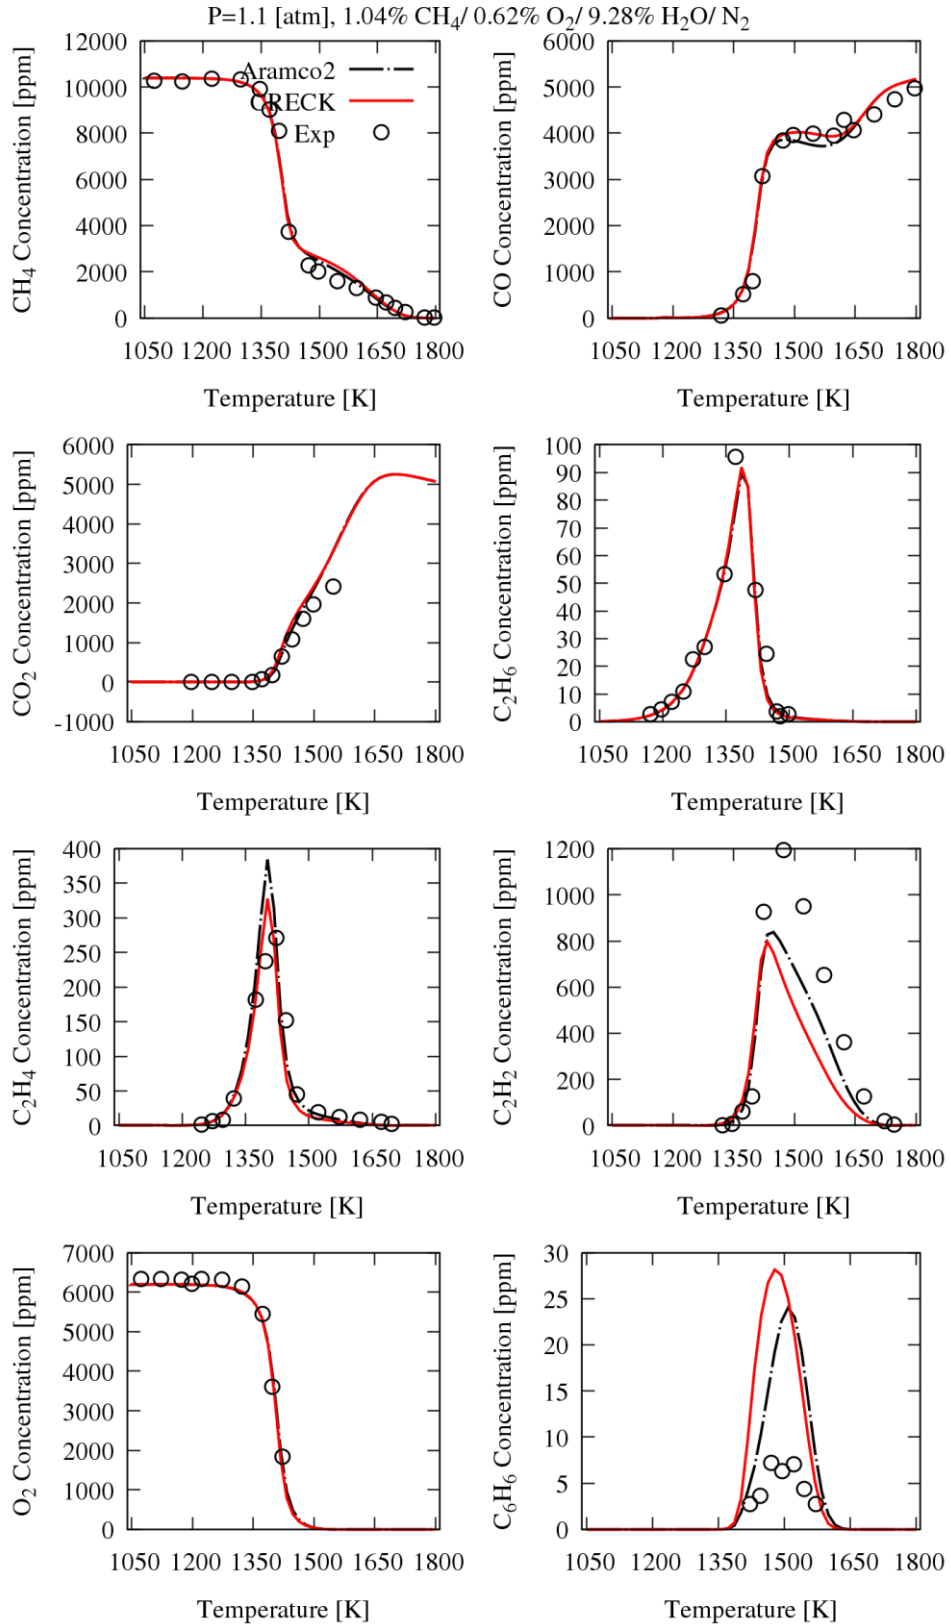 P=1.1 [atm], 1.04% CH₄/ 0.62% O₂/ 9.28% H₂O/ N₂
CH₄ Concentration [ppm]
12000
10000
8000
6000
4000
2000
0
Aramco2
RECK
Exp
1050 1200 1350 1500 1650 1800
Temperature [K]
CO Concentration [ppm]
6000
5000
4000
3000
2000
1000
0
1050 1200 1350 1500 1650 1800
Temperature [K]
CO₂ Concentration [ppm]
6000
5000
4000
3000
2000
1000
0
-1000
1050 1200 1350 1500 1650 1800
Temperature [K]
C₂H₆ Concentration [ppm]
100
90
80
70
60
50
40
30
20
10
0
1050 1200 1350 1500 1650 1800
Temperature [K]
C₂H₄ Concentration [ppm]
400
350
300
250
200
150
100
50
0
1050 1200 1350 1500 1650 1800
Temperature [K]
C₂H₂ Concentration [ppm]
1200
1000
800
600
400
200
0
1050 1200 1350 1500 1650 1800
Temperature [K]
O₂ Concentration [ppm]
7000
6000
5000
4000
3000
2000
1000
0
1050 1200 1350 1500 1650 1800
Temperature [K]
C₆H₆ Concentration [ppm]
30
25
20
15
10
5
0
1050 1200 1350 1500 1650 1800
Temperature [K]